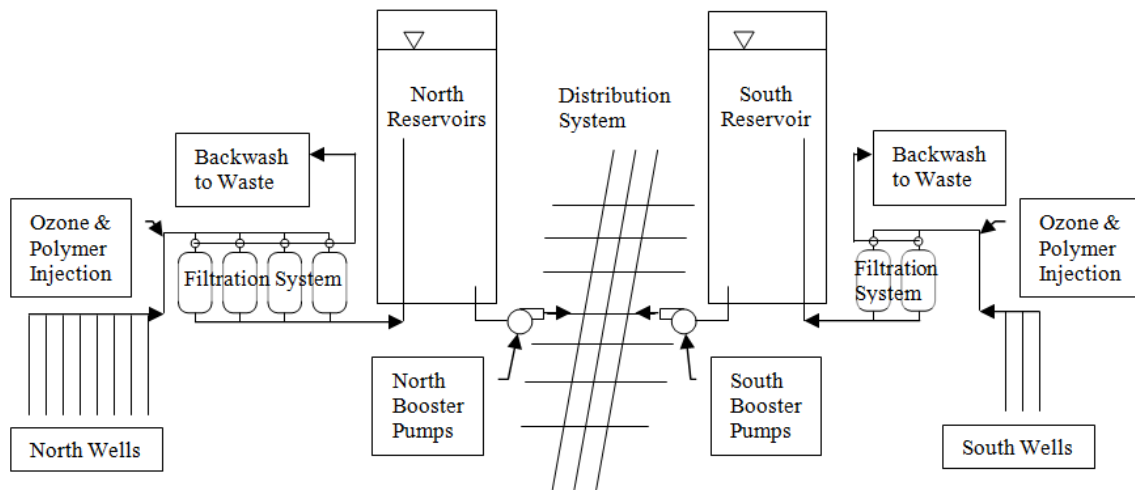 North
Reservoirs
Distribution
System
South
Reservoir
Backwash
to Waste
Backwash
to Waste
Ozone &
Polymer
Injection
Ozone &
Polymer
Injection
Filtration System
Filtration
System
North
Booster
Pumps
South
Booster
Pumps
North Wells
South Wells